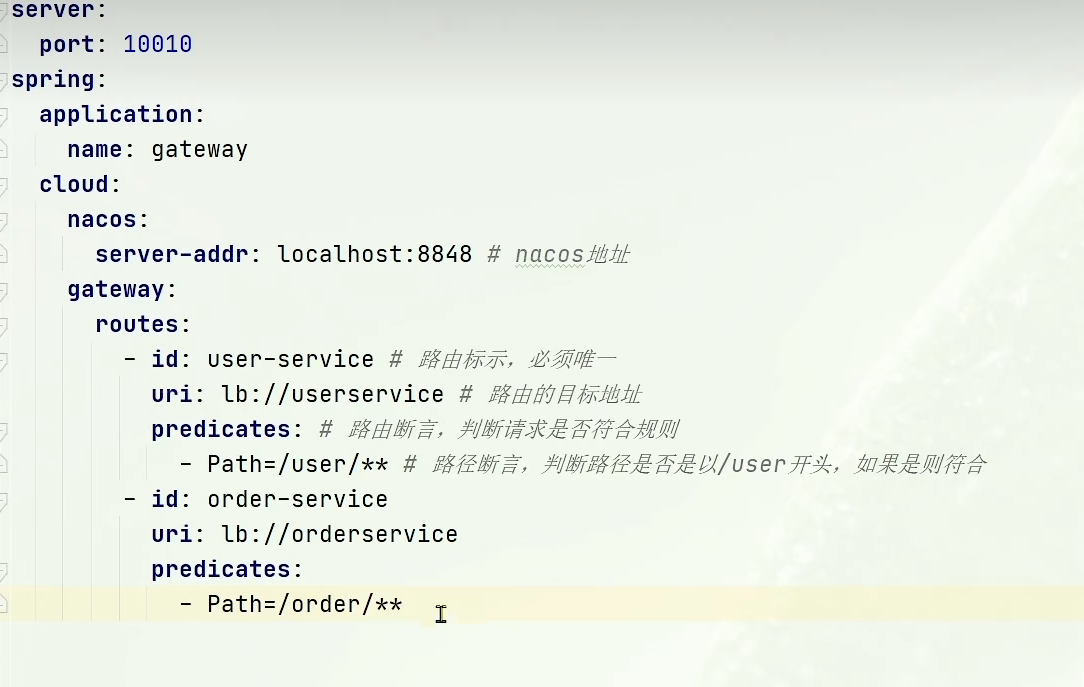 server:
  port: 10010
spring:
  application:
    name: gateway
  cloud:
    nacos:
      server-addr: localhost:8848 # nacos地址
    gateway:
      routes:
        - id: user-service # 路由标示，必须唯一
          uri: lb://userservice # 路由的目标地址
          predicates: # 路由断言，判断请求是否符合规则
            - Path=/user/** # 路径断言，判断路径是否是以/user开头，如果是则符合
        - id: order-service
          uri: lb://orderservice
          predicates:
            - Path=/order/**